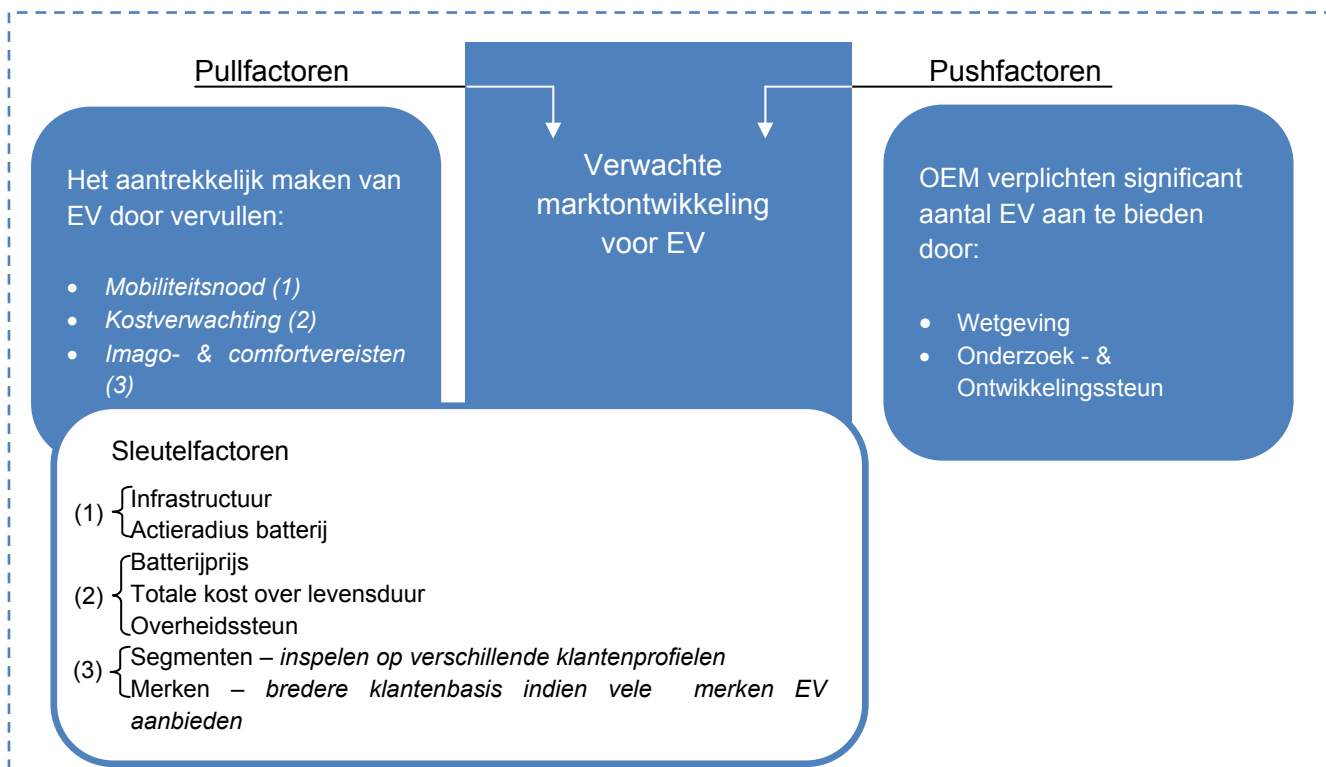 Pullfactoren
Pushfactoren
Het aantrekkelijk maken van
EV door vervullen:
• Mobiliteitsnood (1)
• Kostverwachting (2)
• Imago- & comfortvereisten
(3)
Verwachte
marktontwikkeling
voor EV
OEM verplichten significant
aantal EV aan te bieden
door:
• Wetgeving
• Onderzoek - &
Ontwikkelingssteun
Sleutelfactoren
(1)
Infrastructuur
Actieradius batterij
(2)
Batterijprijs
Totale kost over levensduur
Overheidssteun
(3)
Segmenten – inspelen op verschillende klantenprofielen
Merken – bredere klantenbasis indien vele merken EV
aanbieden